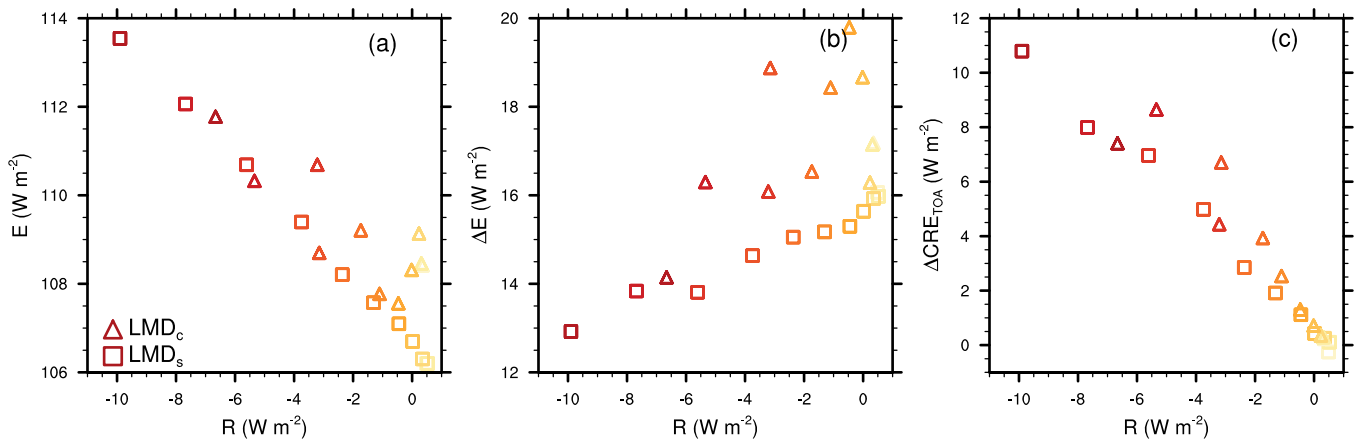 (a)
E (W m-2)
114
112
110
108
106
LMDc
LMDs
-10 -8 -6 -4 -2 0
R (W m-2)
(b)
ΔE (W m-2)
20
18
16
14
12
-10 -8 -6 -4 -2 0
R (W m-2)
(c)
ΔCRETOA (W m-2)
12
10
8
6
4
2
0
-10 -8 -6 -4 -2 0
R (W m-2)